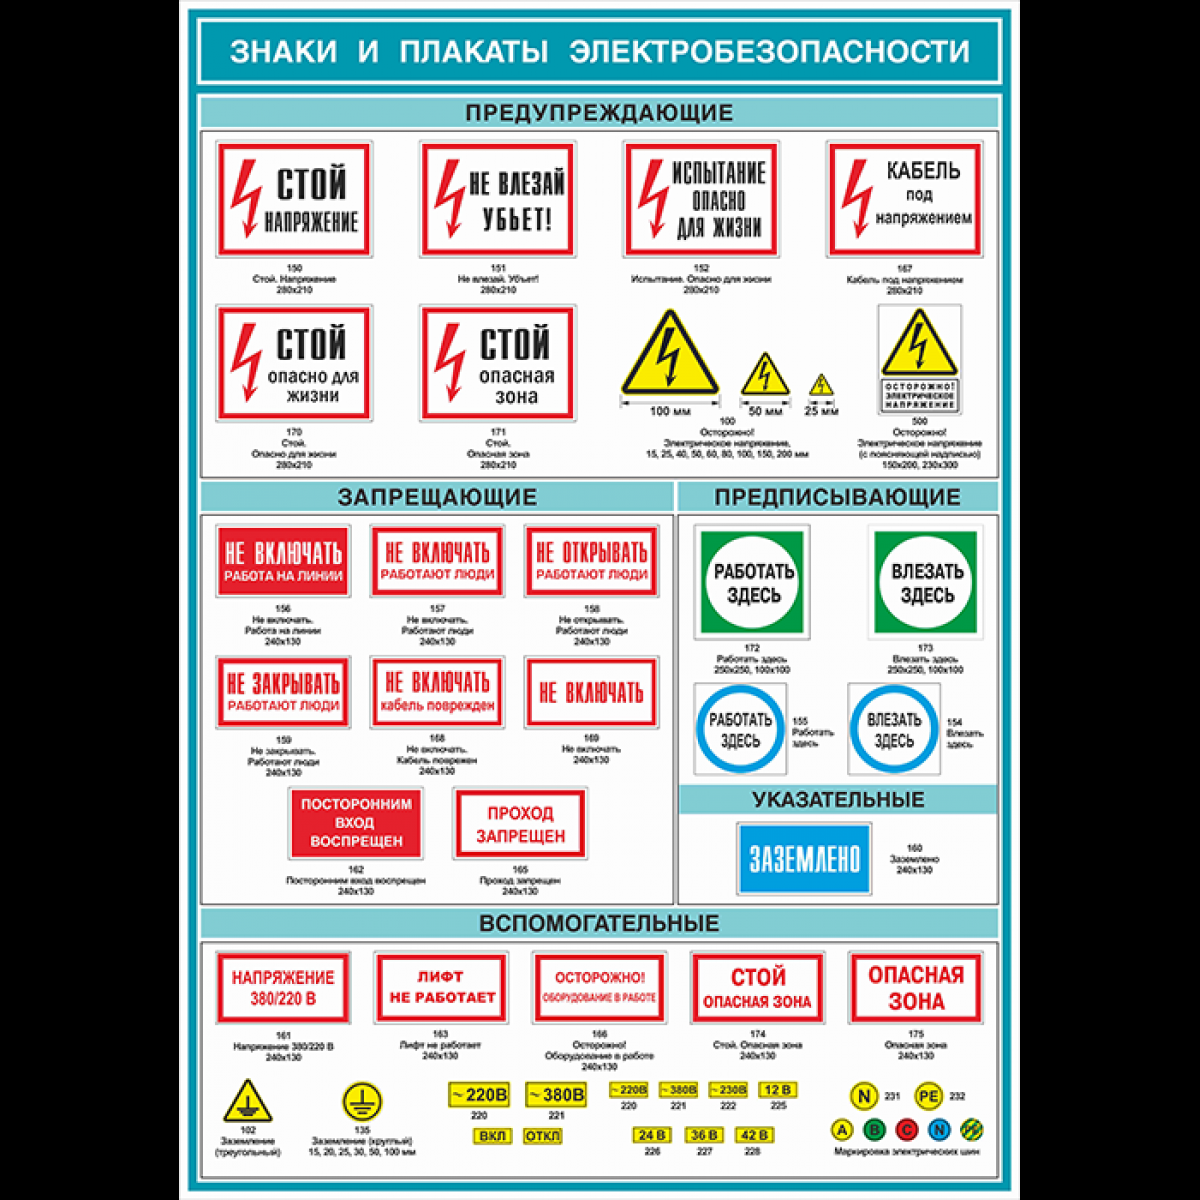 ЗНАКИ И ПЛАКАТЫ ЭЛЕКТРОБЕЗОПАСНОСТИ
ПРЕДУПРЕЖДАЮЩИЕ
СТОЙ
НАПРЯЖЕНИЕ
150
Стой. Напряжение
280x210
НЕ ВЛЕЗАЙ
УБЬЕТ!
151
Не влезай. Убъет!
280x210
ИСПЫТАНИЕ
ОПАСНО
ДЛЯ ЖИЗНИ
152
Испытание. Опасно для жизни
280x210
КАБЕЛЬ
под
напряжением
167
Кабель под напряжением
280x210
СТОЙ
опасно для
жизни
170
Стой.
Опасно для жизни
280x210
СТОЙ
опасная
зона
171
Стой.
Опасная зона
280x210
100 мм
50 мм
25 мм
100
Осторожно!
Электрическое напряжение,
15, 25, 40, 50, 60, 80, 100, 150, 200 мм
ОСТОРОЖНО!
ЭЛЕКТРИЧЕСКОЕ
НАПРЯЖЕНИЕ
500
Осторожно!
Электрическое напряжение
(с поясняющей надписью)
150x200, 230x300
ЗАПРЕЩАЮЩИЕ
НЕ ВКЛЮЧАТЬ
РАБОТА НА ЛИНИИ
156
Не включать.
Работа на линии
240x130
НЕ ВКЛЮЧАТЬ
РАБОТАЮТ ЛЮДИ
157
Не включать.
Работают люди
240x130
НЕ ОТКРЫВАТЬ
РАБОТАЮТ ЛЮДИ
158
Не открывать.
Работают люди
240x130
НЕ ЗАКРЫВАТЬ
РАБОТАЮТ ЛЮДИ
159
Не закрывать.
Работают люди
240x130
НЕ ВКЛЮЧАТЬ
кабель поврежден
168
Не включать.
Кабель поврежен
240x130
НЕ ВКЛЮЧАТЬ
169
Не включать
240x130
ПОСТОРОННИМ
ВХОД
ВОСПРЕЩЕН
162
Посторонним вход воспрещен
240x130
ПРОХОД
ЗАПРЕЩЕН
165
Проход запрещен
240x130
ПРЕДПИСЫВАЮЩИЕ
РАБОТАТЬ
ЗДЕСЬ
172
Работать здесь
250x250, 100x100
ВЛЕЗАТЬ
ЗДЕСЬ
173
Влезать здесь
250x250, 100x100
РАБОТАТЬ
ЗДЕСЬ
155
Работать
здесь
ВЛЕЗАТЬ
ЗДЕСЬ
154
Влезать
здесь
УКАЗАТЕЛЬНЫЕ
ЗАЗЕМЛЕНО
160
Заземлено
240x130
ВСПОМОГАТЕЛЬНЫЕ
НАПРЯЖЕНИЕ
380/220 В
161
Напряжение 380/220 В
240x130
ЛИФТ
НЕ РАБОТАЕТ
163
Лифт не работает
240x130
ОСТОРОЖНО!
ОБОРУДОВАНИЕ В РАБОТЕ
166
Осторожно!
Оборудование в работе
240x130
СТОЙ
ОПАСНАЯ ЗОНА
174
Стой. Опасная зона
240x130
ОПАСНАЯ
ЗОНА
175
Опасная зона
240x130
102
Заземление
(треугольный)
135
Заземление (круглый)
15, 20, 25, 30, 50, 100 мм
~220В
220
~380В
221
ВКЛ
ОТКЛ
~220В
220
~380В
221
~230В
222
12 В
225
24 В
226
36 В
227
42 В
228
N
231
PE
232
A
B
C
N
Маркировка электрических шин